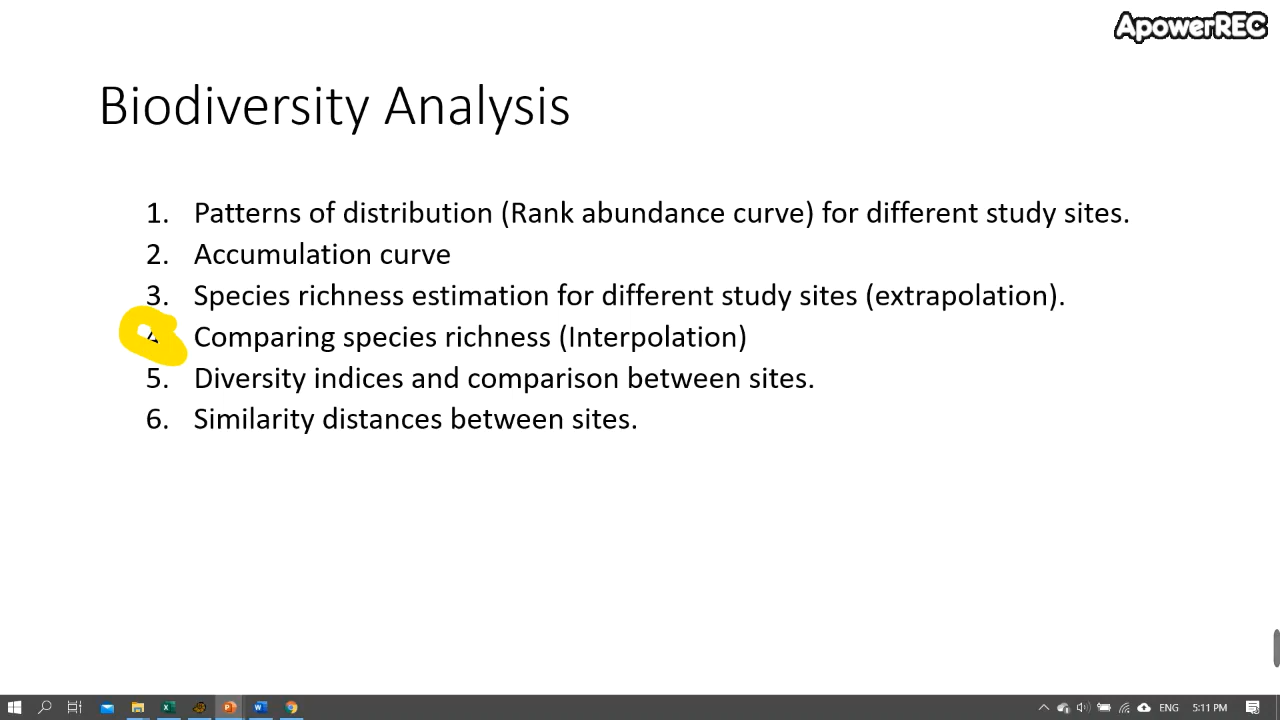 ApowerREC
Biodiversity Analysis
1. Patterns of distribution (Rank abundance curve) for different study sites.
2. Accumulation curve
3. Species richness estimation for different study sites (extrapolation).
Comparing species richness (Interpolation)
5. Diversity indices and comparison between sites.
6. Similarity distances between sites.
ENG
5:11 PM